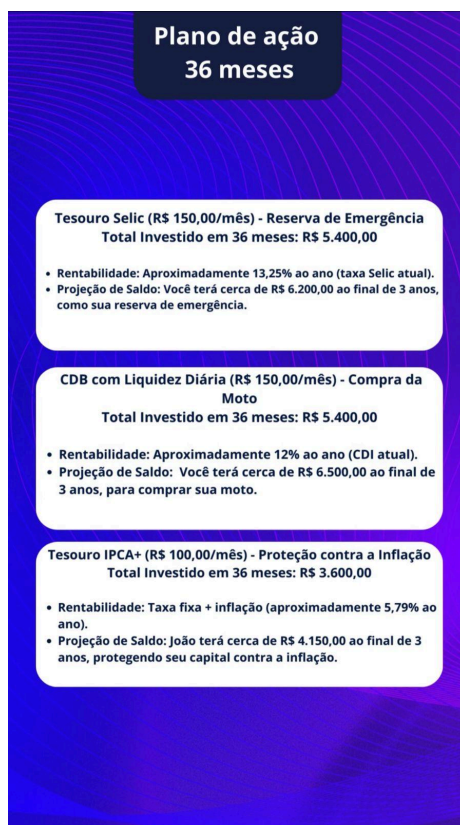 Plano de ação
36 meses
Tesouro Selic (R$ 150,00/mês) - Reserva de Emergência
Total Investido em 36 meses: R$ 5.400,00
• Rentabilidade: Aproximadamente 13,25% ao ano (taxa Selic atual).
• Projeção de Saldo: Você terá cerca de R$ 6.200,00 ao final de 3 anos,
como sua reserva de emergência.
CDB com Liquidez Diária (R$ 150,00/mês) - Compra da
Moto
Total Investido em 36 meses: R$ 5.400,00
• Rentabilidade: Aproximadamente 12% ao ano (CDI atual).
• Projeção de Saldo: Você terá cerca de R$ 6.500,00 ao final de
3 anos, para comprar sua moto.
Tesouro IPCA+ (R$ 100,00/mês) - Proteção contra a Inflação
Total Investido em 36 meses: R$ 3.600,00
• Rentabilidade: Taxa fixa + inflação (aproximadamente 5,79% ao
ano).
• Projeção de Saldo: João terá cerca de R$ 4.150,00 ao final de 3
anos, protegendo seu capital contra a inflação.